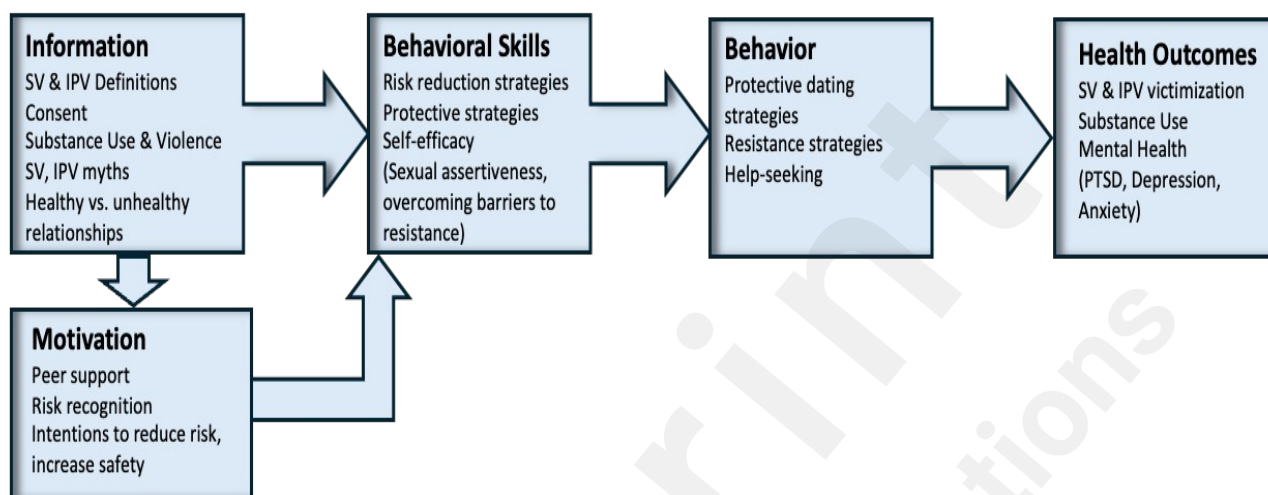 Information
SV & IPV Definitions
Consent
Substance Use & Violence
SV, IPV myths
Healthy vs. unhealthy
relationships
Behavioral Skills
Risk reduction strategies
Protective strategies
Self-efficacy
(Sexual assertiveness,
overcoming barriers to
resistance)
Behavior
Protective dating
strategies
Resistance strategies
Help-seeking
Health Outcomes
SV & IPV victimization
Substance Use
Mental Health
(PTSD, Depression,
Anxiety)
Motivation
Peer support
Risk recognition
Intentions to reduce risk,
increase safety
rint
tions